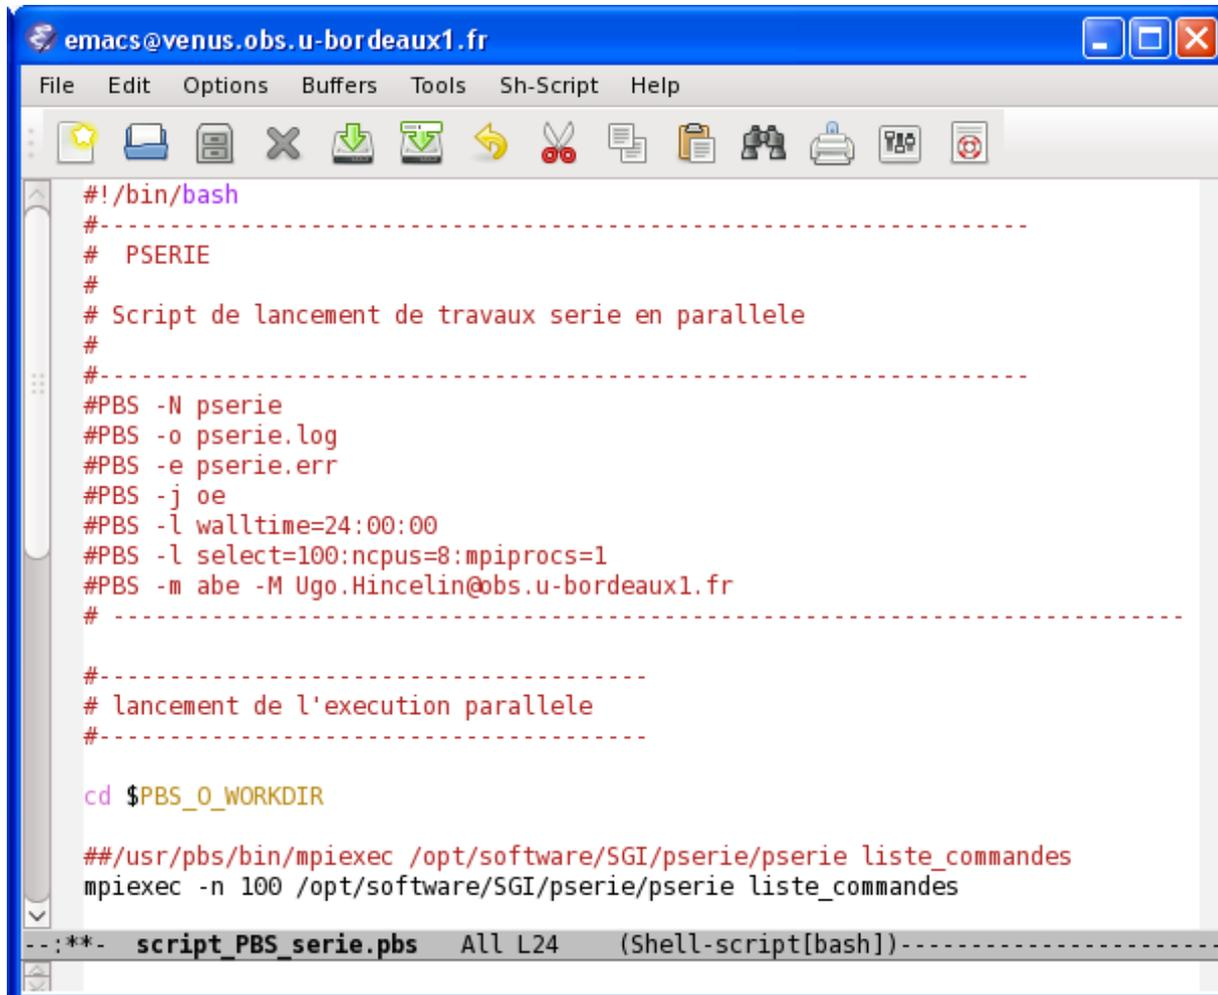 emacs@venus.obs.u-bordeaux1.fr
File Edit Options Buffers Tools Sh-Script Help
#!/bin/bash
#------------------------------------------------------------------
#  PSERIE
#
# Script de lancement de travaux serie en parallele
#
#------------------------------------------------------------------
#PBS -N pserie
#PBS -o pserie.log
#PBS -e pserie.err
#PBS -j oe
#PBS -l walltime=24:00:00
#PBS -l select=100:ncpus=8:mpiprocs=1
#PBS -m abe -M Ugo.Hincelin@obs.u-bordeaux1.fr
# ----------------------------------------------------------------------------
#---------------------------------------
# lancement de l'execution parallele
#---------------------------------------
cd $PBS_O_WORKDIR
##/usr/pbs/bin/mpiexec /opt/software/SGI/pserie/pserie liste_commandes
mpiexec -n 100 /opt/software/SGI/pserie/pserie liste_commandes
--:**-  script_PBS_serie.pbs   All L24    (Shell-script[bash])-----------------------